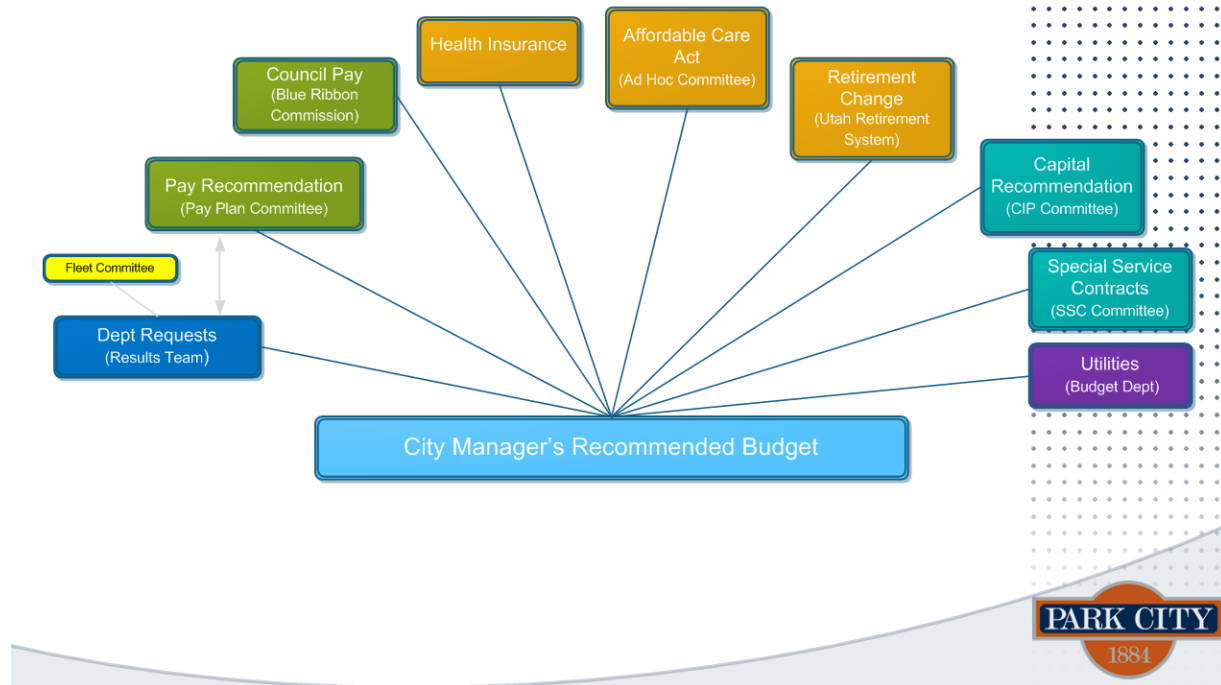 Health Insurance
Affordable Care
Act
(Ad Hoc Committee)
Council Pay
(Blue Ribbon
Commission)
Retirement
Change
(Utah Retirement
System)
Pay Recommendation
(Pay Plan Committee)
Capital
Recommendation
(CIP Committee)
Fleet Committee
Special Service
Contracts
(SSC Committee)
Dept Requests
(Results Team)
Utilities
(Budget Dept)
City Manager’s Recommended Budget
PARK CITY
1884